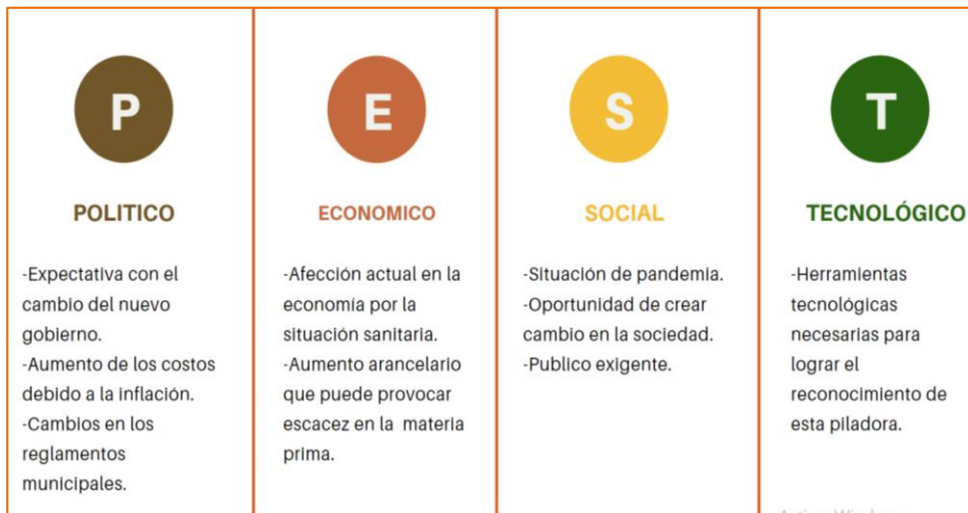 P
POLITICO
-Expectativa con el
cambio del nuevo
gobierno.
-Aumento de los costos
debido a la inflación.
-Cambios en los
reglamentos
municipales.
E
ECONOMICO
-Afección actual en la
economía por la
situación sanitaria.
-Aumento arancelario
que puede provocar
escacez en la materia
prima.
S
SOCIAL
-Situación de pandemia.
-Oportunidad de crear
cambio en la sociedad.
-Publico exigente.
T
TECNOLÓGICO
-Herramientas
tecnológicas
necesarias para
lograr el
reconocimiento de
esta piladora.